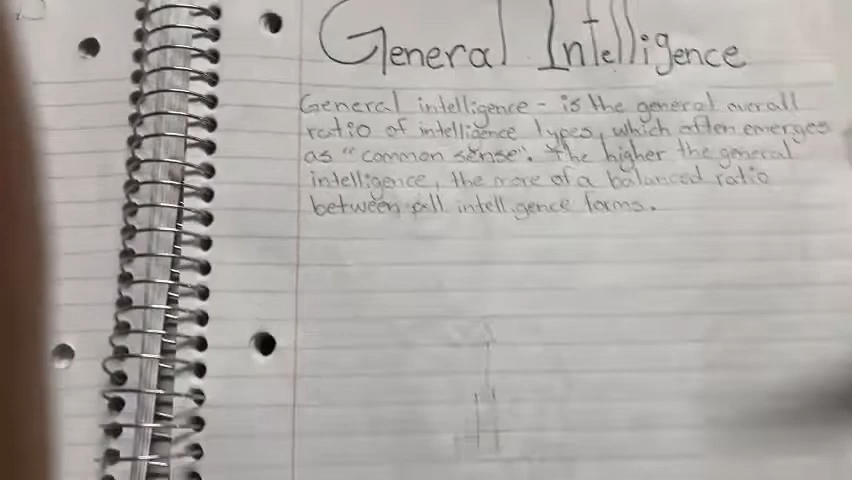 General Intelligence
General intelligence - is the general overall
ratio of intelligence types, which often emerges
as "common sense". The higher the general
intelligence, the more of a balanced ratio
between all intelligence forms.